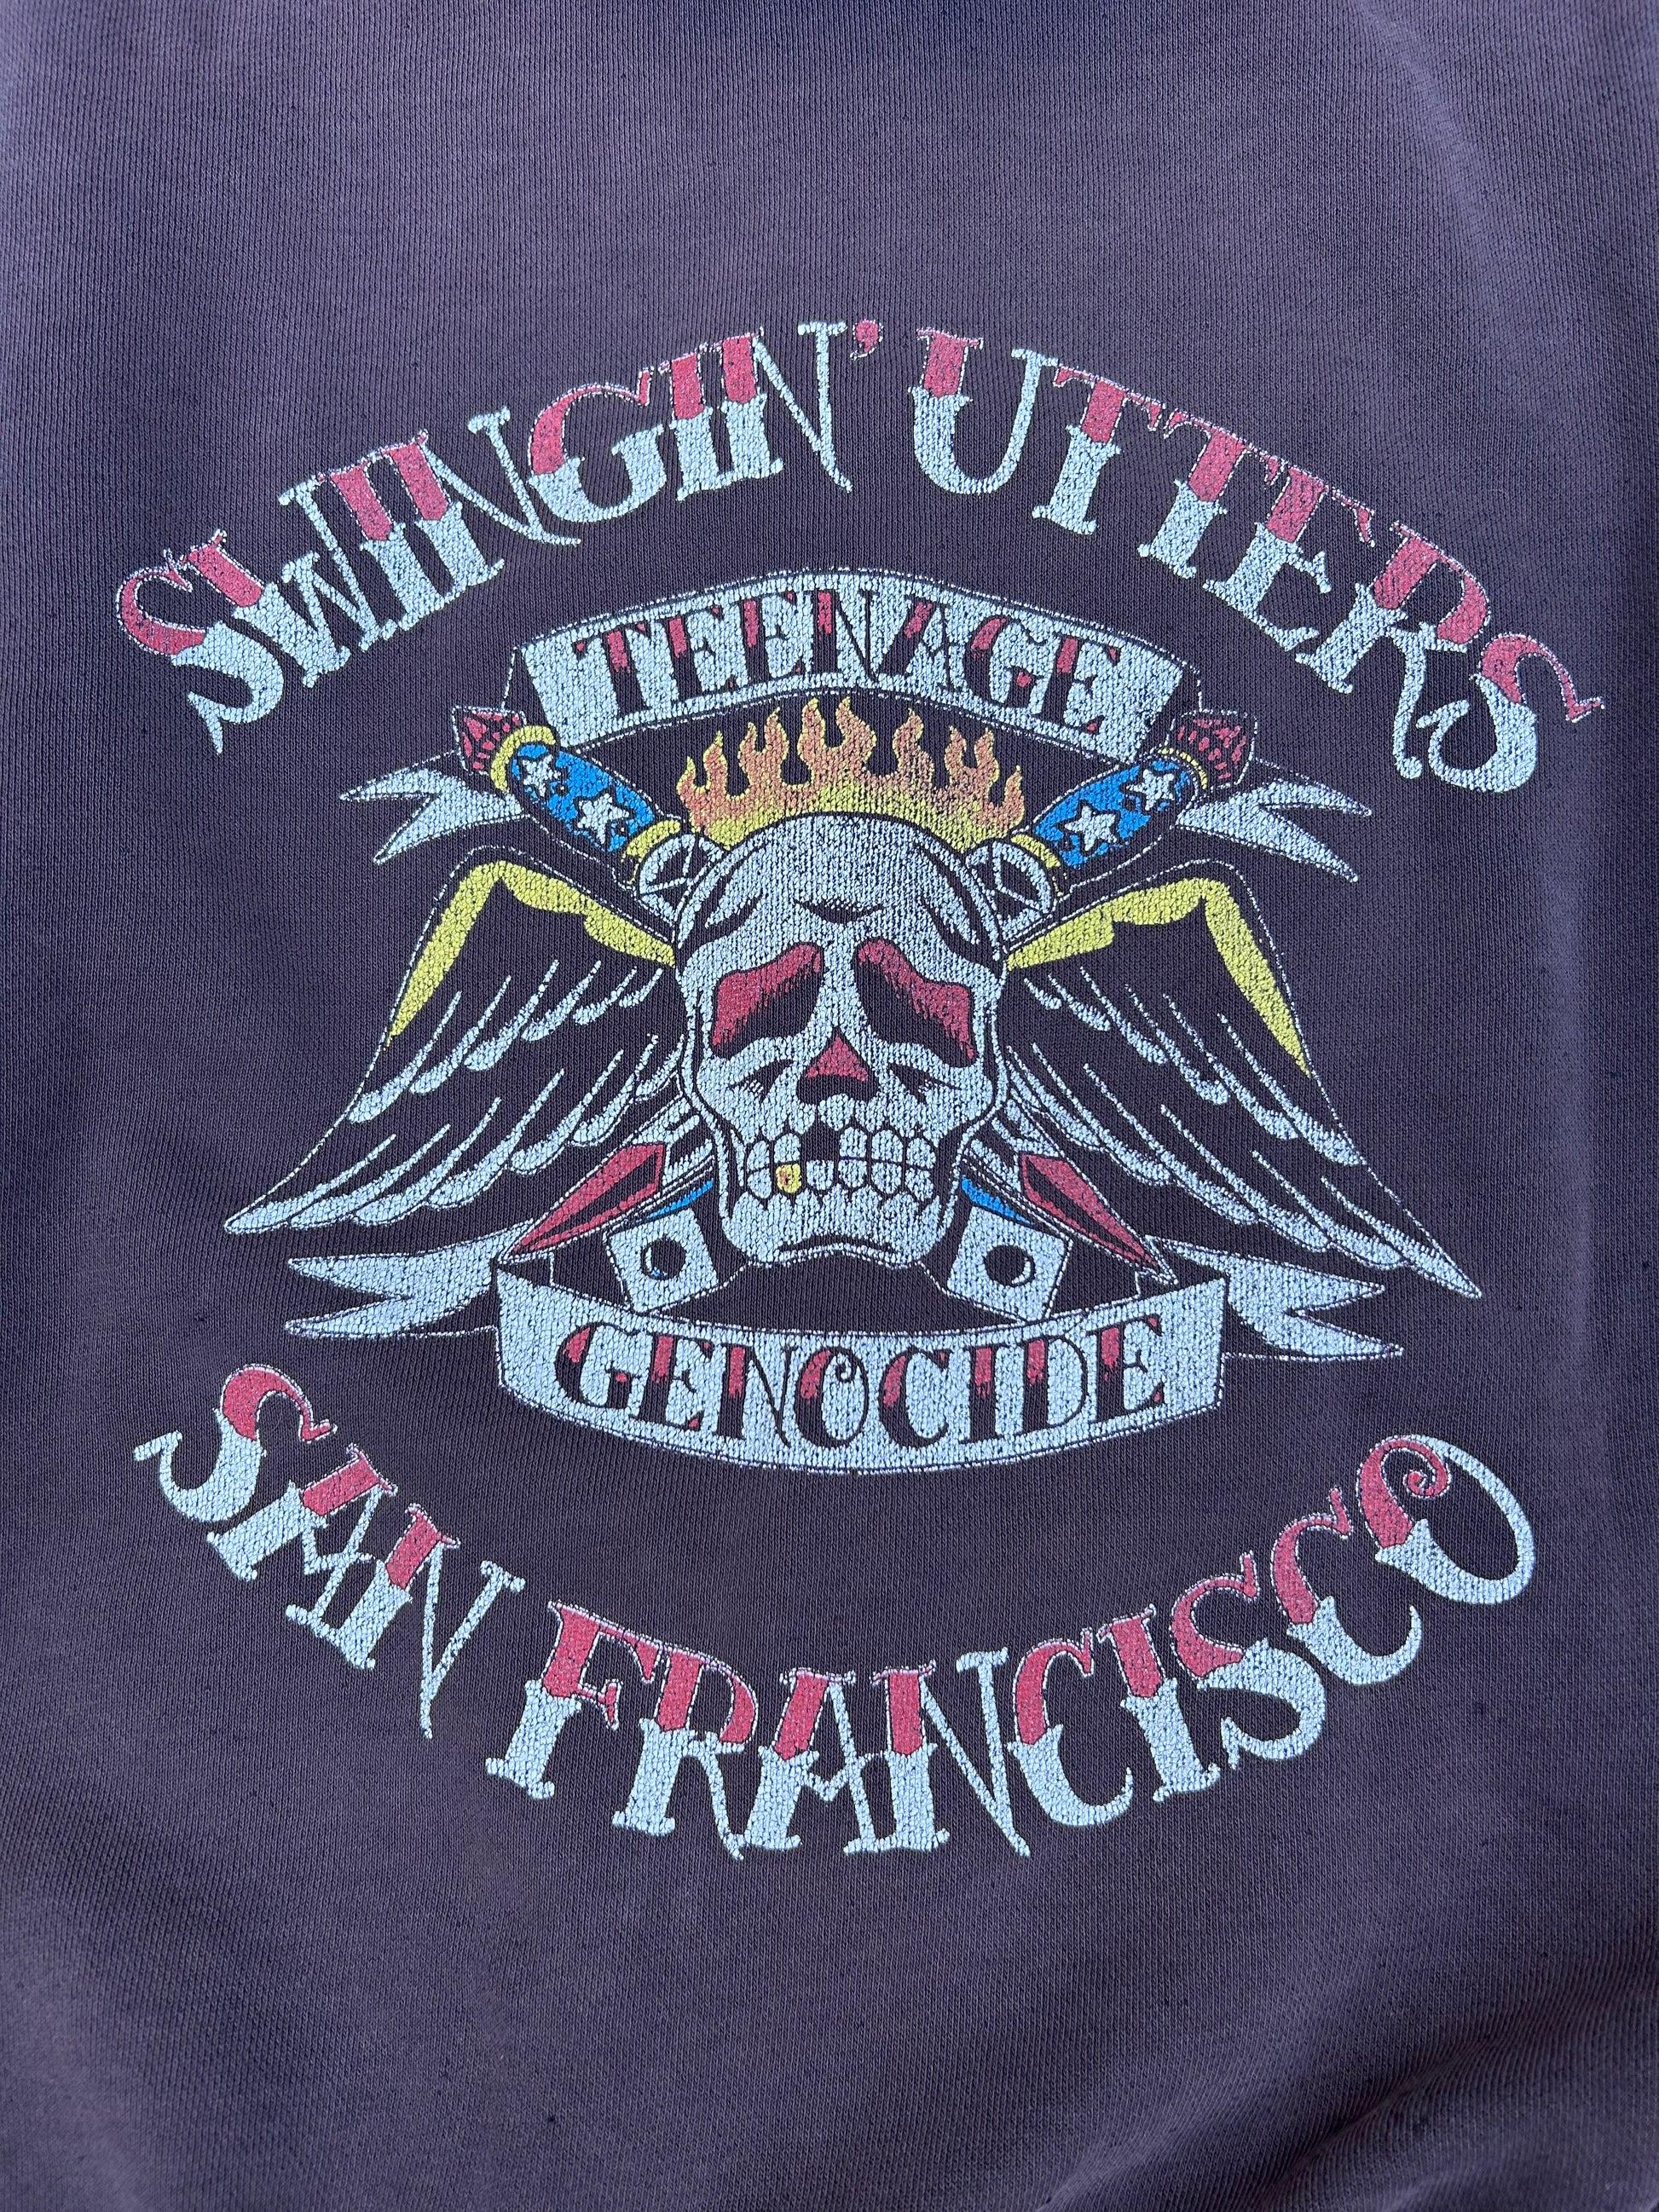 SWINGIN' UTTERS
TEENAGE
GENOCIDE
SAN FRANCISCO